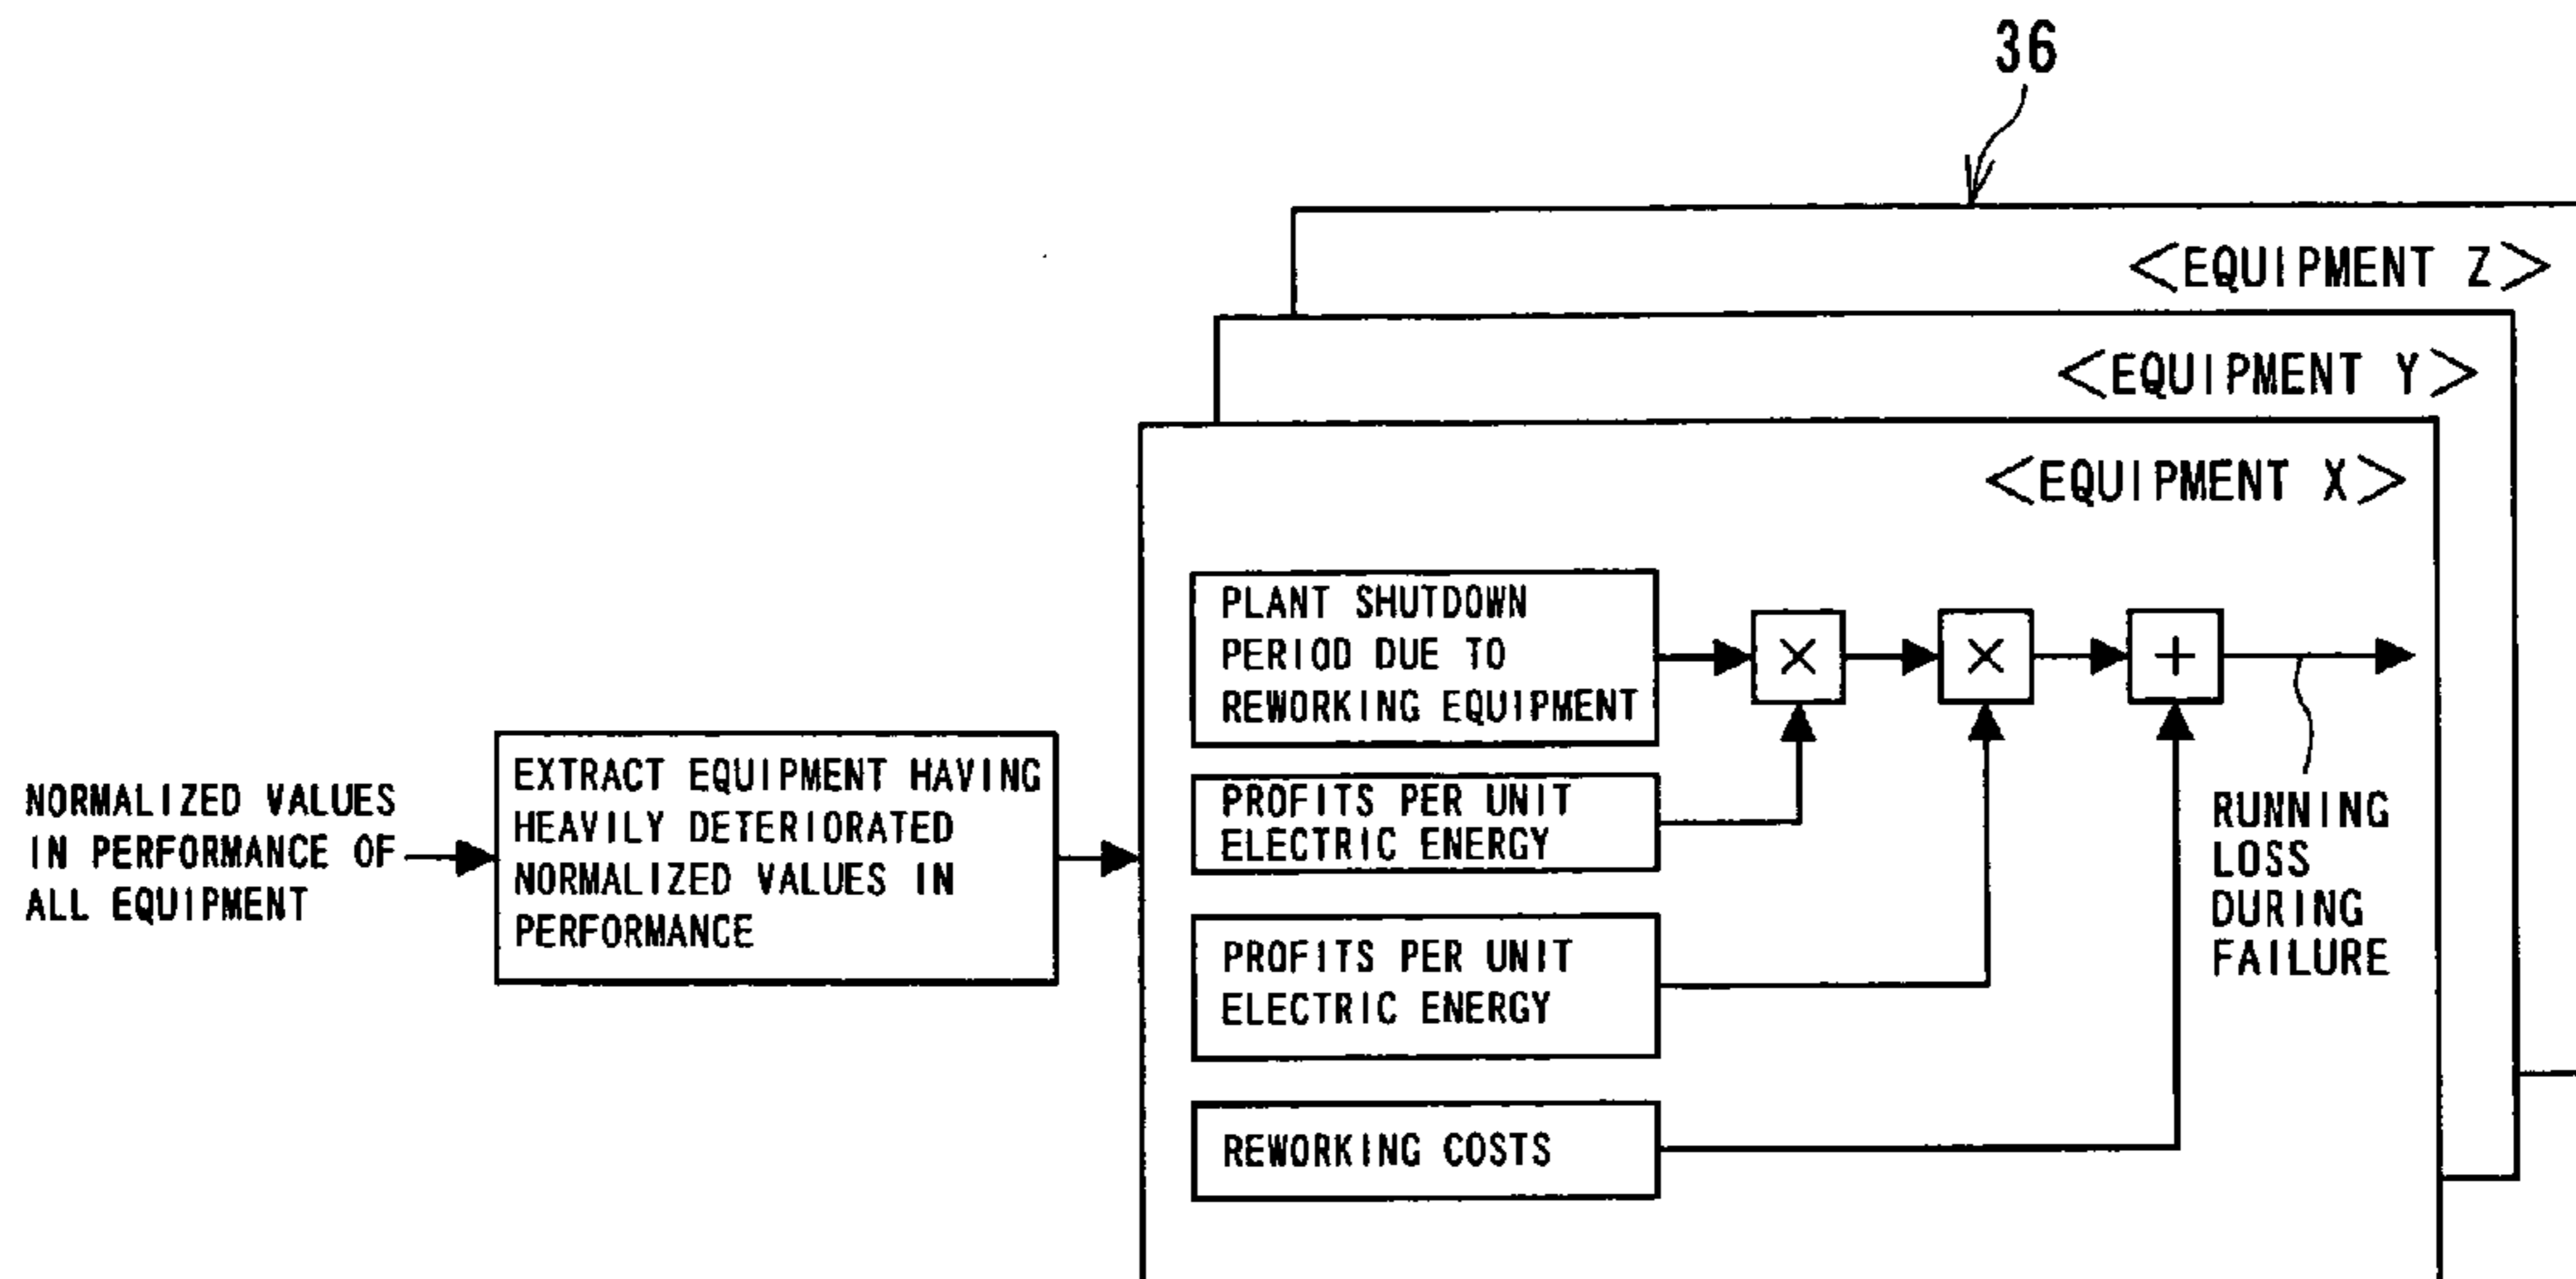 36
<EQUIPMENT Z>
<EQUIPMENT Y>
<EQUIPMENT X>
NORMALIZED VALUES
IN PERFORMANCE OF
ALL EQUIPMENT
EXTRACT EQUIPMENT HAVING
HEAVILY DETERIORATED
NORMALIZED VALUES IN
PERFORMANCE
PLANT SHUTDOWN
PERIOD DUE TO
REWORKING EQUIPMENT
×
×
+
PROFITS PER UNIT
ELECTRIC ENERGY
PROFITS PER UNIT
ELECTRIC ENERGY
REWORKING COSTS
RUNNING
LOSS
DURING
FAILURE